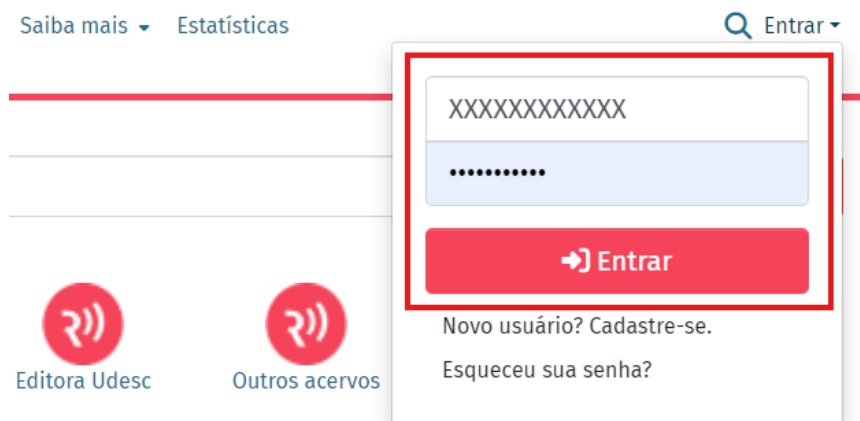 Saiba mais Estatísticas Entrar
XXXXXXXXXXXX
•••••••••••
Entrar
Novo usuário? Cadastre-se.
Esqueceu sua senha?
Editora Udesc
Outros acervos